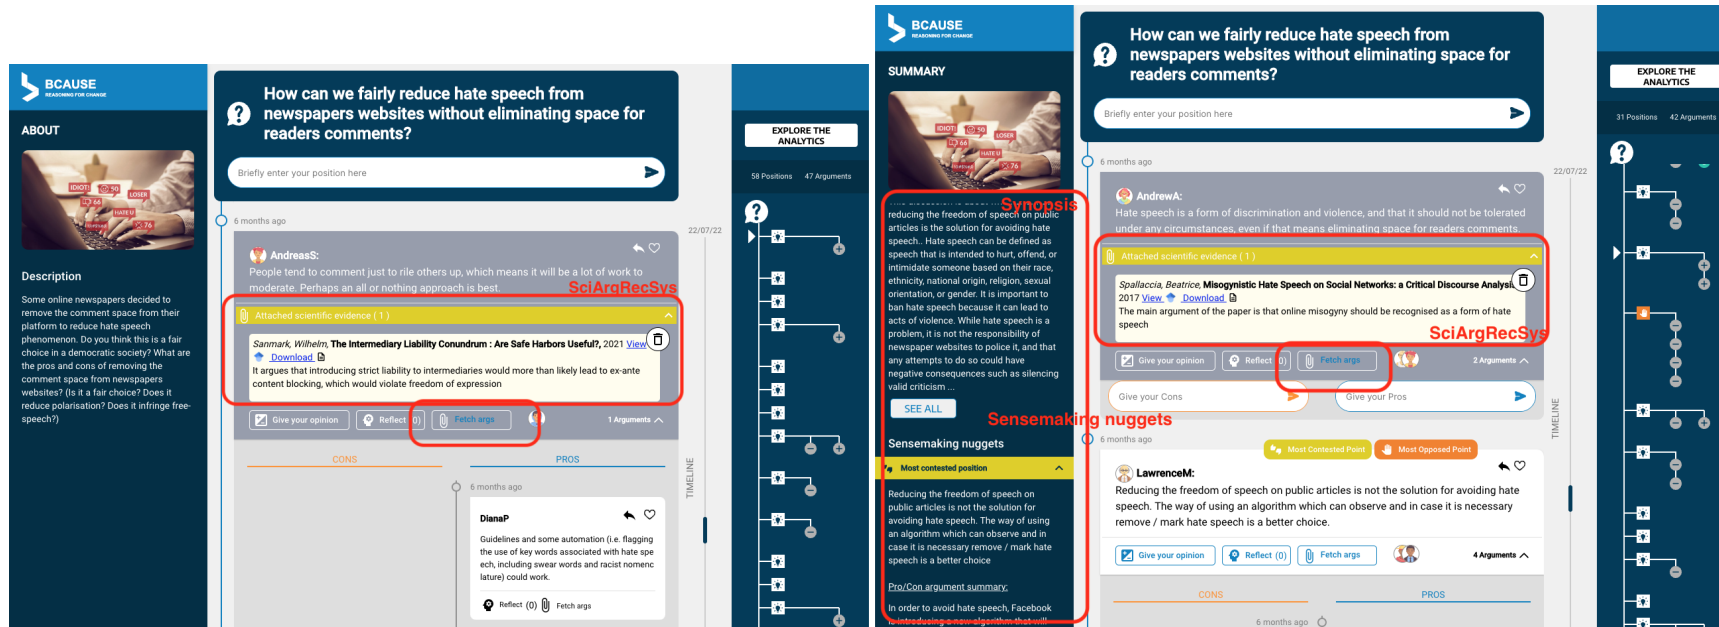 BCAUSE
REASONING FOR CHANGE
ABOUT
IDIOT!
50
LOSER
66
HATE U
76
Description
Some online newspapers decided to
remove the comment space from their
platform to reduce hate speech
phenomenon. Do you think this is a fair
choice in a democratic society? What are
the pros and cons of removing the
comment space from newspapers
websites? (Is it a fair choice? Does it
reduce polarisation? Does it infringe free-
speech?)
How can we fairly reduce hate speech from
newspapers websites without eliminating space for
readers comments?
Briefly enter your position here
6 months ago
AndreasS:
People tend to comment just to rile others up, which means it will be a lot of work to
moderate. Perhaps an all or nothing approach is best.
SciArgRecSys
Attached scientific evidence ( 1 )
Sanmark, Wilhelm, The Intermediary Liability Conundrum : Are Safe Harbors Useful?, 2021 View
Download
It argues that introducing strict liability to intermediaries would more than likely lead to ex-ante
content blocking, which would violate freedom of expression
Give your opinion
Reflect (0)
Fetch args
1 Arguments
CONS
PROS
6 months ago
DianaP
Guidelines and some automation (i.e. flagging
the use of key words associated with hate spe
ech, including swear words and racist nomenc
lature) could work.
Reflect (0)
Fetch args
22/07/22
TIMELINE
EXPLORE THE
ANALYTICS
58 Positions 47 Arguments
BCAUSE
REASONING FOR CHANGE
SUMMARY
IDIOT!
50
LOSER
66
HATE U
76
Synopsis
reducing the freedom of speech on public
articles is the solution for avoiding hate
speech.. Hate speech can be defined as
speech that is intended to hurt, offend, or
intimidate someone based on their race,
ethnicity, national origin, religion, sexual
orientation, or gender. It is important to
ban hate speech because it can lead to
acts of violence. While hate speech is a
problem, it is not the responsibility of
newspaper websites to police it, and that
any attempts to do so could have
negative consequences such as silencing
valid criticism ...
SEE ALL
Sensemaking nuggets
Sensemaking nuggets
Most contested position
Reducing the freedom of speech on
public articles is not the solution for
avoiding hate speech. The way of using
an algorithm which can observe and in
case it is necessary remove / mark hate
speech is a better choice
Pro/Con argument summary:
In order to avoid hate speech, Facebook
is introducing a new algorithm that will
How can we fairly reduce hate speech from
newspapers websites without eliminating space for
readers comments?
Briefly enter your position here
6 months ago
AndrewA:
Hate speech is a form of discrimination and violence, and that it should not be tolerated
under any circumstances, even if that means eliminating space for readers comments.
Attached scientific evidence ( 1 )
Spallaccia, Beatrice, Misogynistic Hate Speech on Social Networks: a Critical Discourse Analysis
2017 View Download
The main argument of the paper is that online misogyny should be recognised as a form of hate
speech
SciArgRecSys
Give your opinion
Reflect (0)
Fetch args
2 Arguments
Give your Cons
Give your Pros
6 months ago
Most Contested Point
Most Opposed Point
LawrenceM:
Reducing the freedom of speech on public articles is not the solution for avoiding hate
speech. The way of using an algorithm which can observe and in case it is necessary
remove / mark hate speech is a better choice.
Give your opinion
Reflect (0)
Fetch args
4 Arguments
CONS
PROS
6 months ago
22/07/22
TIMELINE
EXPLORE THE
ANALYTICS
31 Positions 42 Arguments